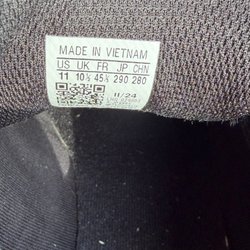 MADE IN VIETNAM
US UK FR JP CHN
11 10½ 45⅓ 290 280
11/24